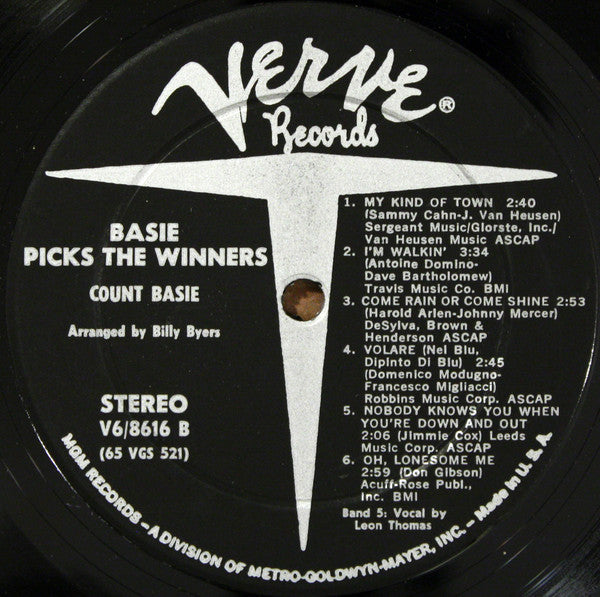 VERVE®
Records
BASIE
PICKS THE WINNERS
COUNT BASIE
Arranged by Billy Byers
STEREO
V6/8616 B
(65 VGS 521)
1. MY KIND OF TOWN 2:40
(Sammy Cahn-J. Van Heusen)
Sergeant Music/Glorste, Inc./
Van Heusen Music ASCAP
2. I'M WALKIN' 3:34
(Antoine Domino-
Dave Bartholomew)
Travis Music Co. BMI
3. COME RAIN OR COME SHINE 2:53
(Harold Arlen-Johnny Mercer)
DeSylva, Brown &
Henderson ASCAP
4. VOLARE (Nel Blu,
Dipinto Di Blu) 2:45
(Domenico Modugno-
Francesco Migliacci)
Robbins Music Corp. ASCAP
5. NOBODY KNOWS YOU WHEN
YOU'RE DOWN AND OUT
2:06 (Jimmie Cox) Leeds
Music Corp. ASCAP
6. OH, LONESOME ME
2:59 (Don Gibson)
Acuff-Rose Publ.,
Inc. BMI
Band 5: Vocal by
Leon Thomas
MGM RECORDS – A DIVISION OF METRO-GOLDWYN-MAYER, INC. – Made in U.S.A.